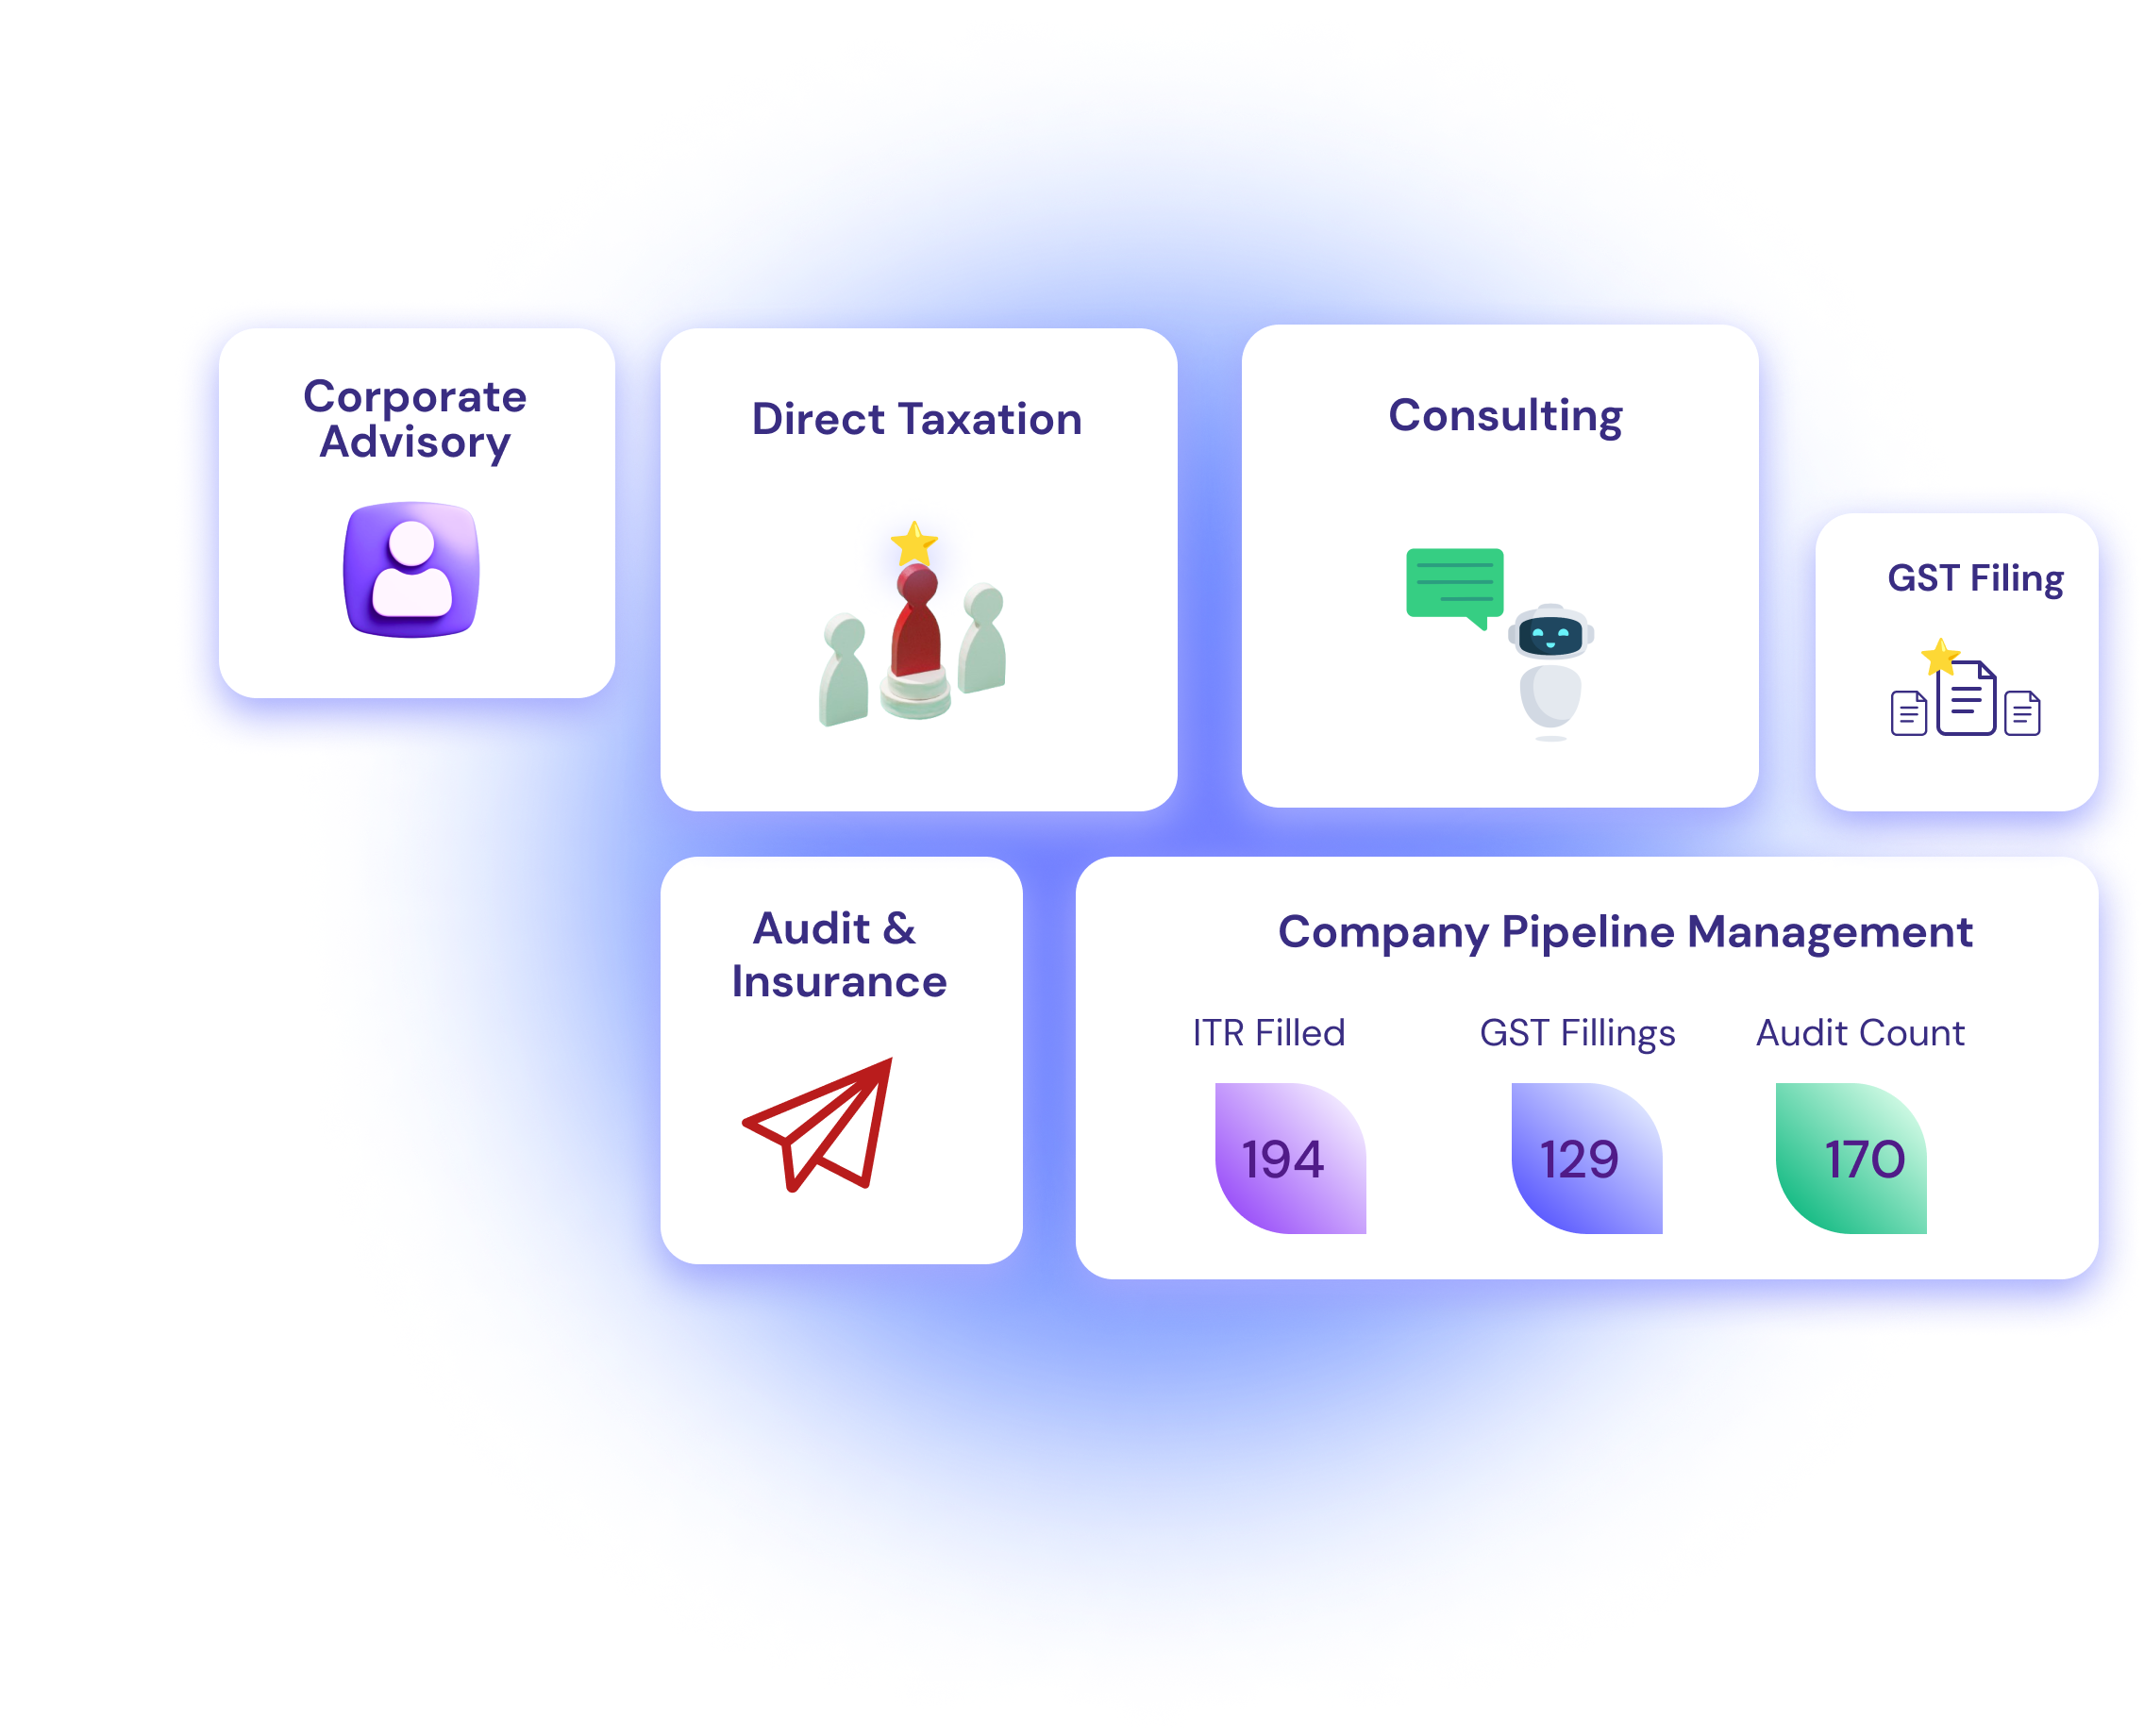 Corporate
Advisory
Direct Taxation
Consulting
GST Filing
Audit &
Insurance
Company Pipeline Management
ITR Filled
GST Fillings
Audit Count
194
129
170